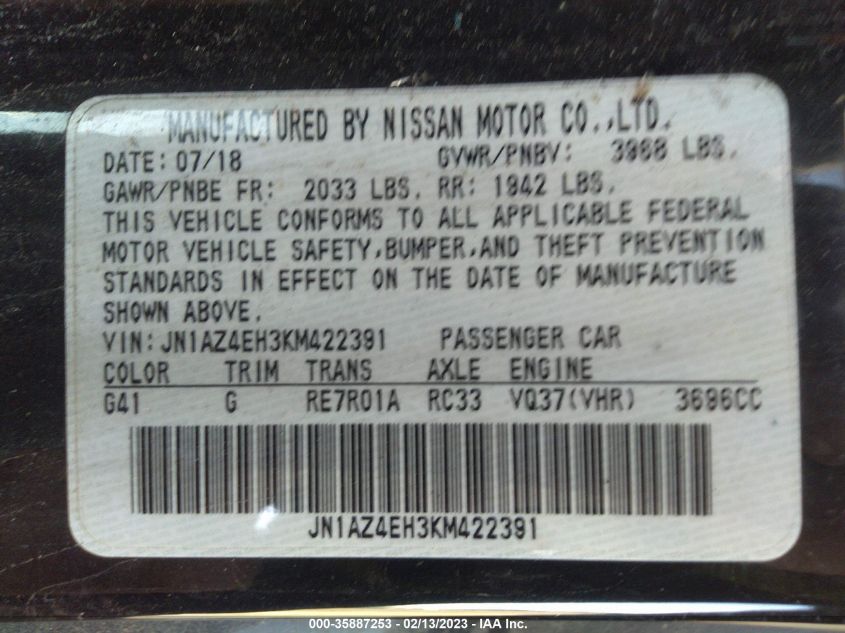 MANUFACTURED BY NISSAN MOTOR CO.,LTD.
DATE: 07/18 GVWR/PNBV: 3968 LBS.
GAWR/PNBE FR: 2033 LBS. RR: 1942 LBS.
THIS VEHICLE CONFORMS TO ALL APPLICABLE FEDERAL
MOTOR VEHICLE SAFETY,BUMPER,AND THEFT PREVENTION
STANDARDS IN EFFECT ON THE DATE OF MANUFACTURE
SHOWN ABOVE.
VIN: JN1AZ4EH3KM422391 PASSENGER CAR
COLOR TRIM TRANS AXLE ENGINE
G41 G RE7R01A RC33 VQ37(VHR) 3696CC
JN1AZ4EH3KM422391
000-35887253 - 02/13/2023 - IAA Inc.